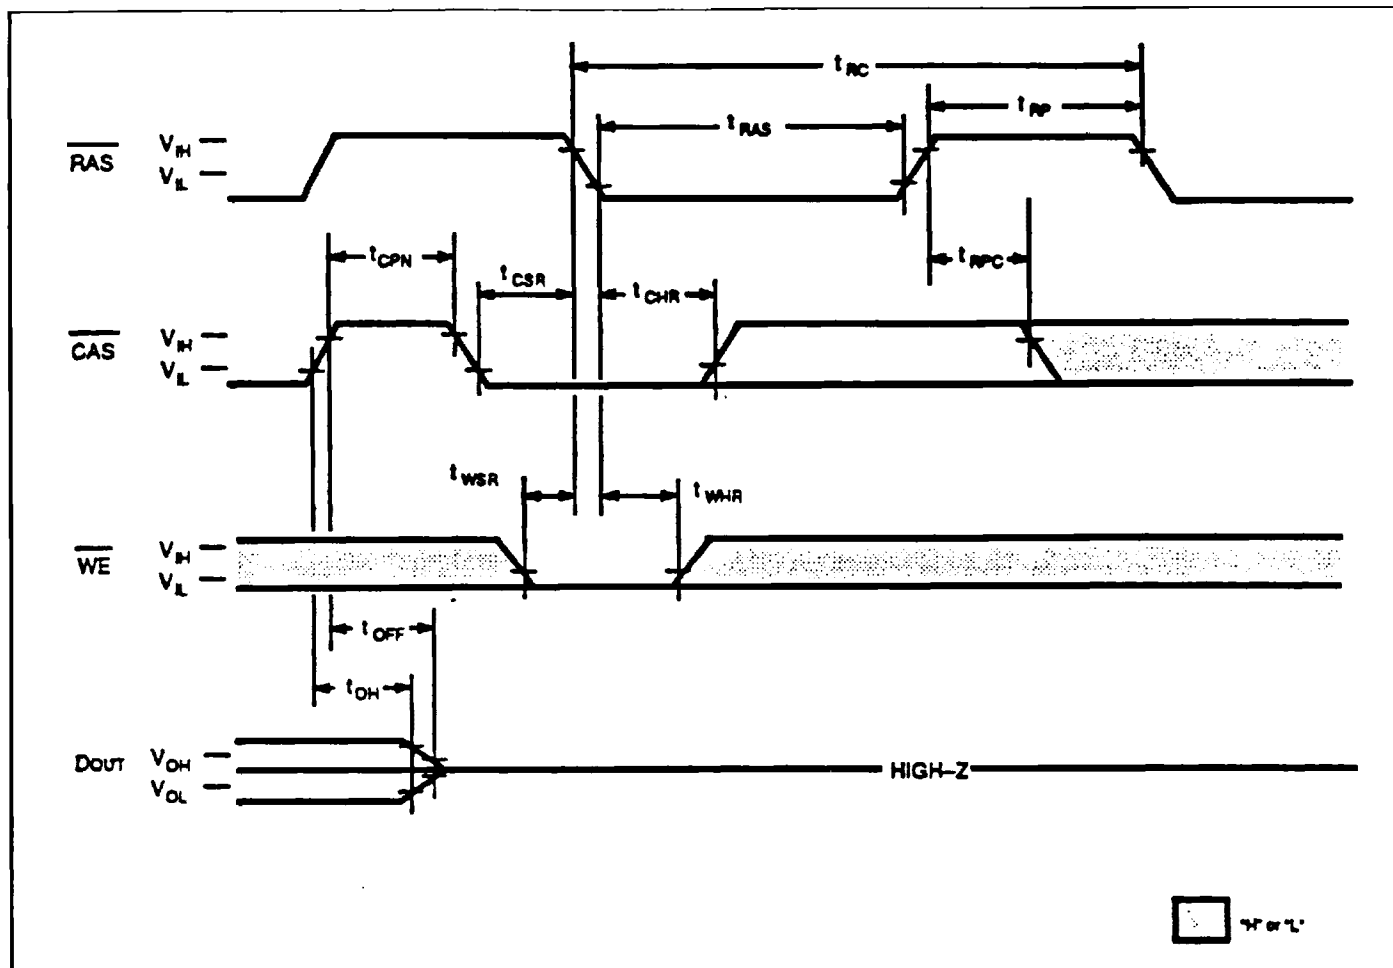 tRC
tRP
tRAS
RAS
VIH
VIL
tRPC
tCPN
tCSR
tCHR
CAS
VIH
VIL
tWSR
tWHR
WE
VIH
VIL
tOFF
tOH
DOUT
VOH
VOL
HIGH–Z
"H" or "L"